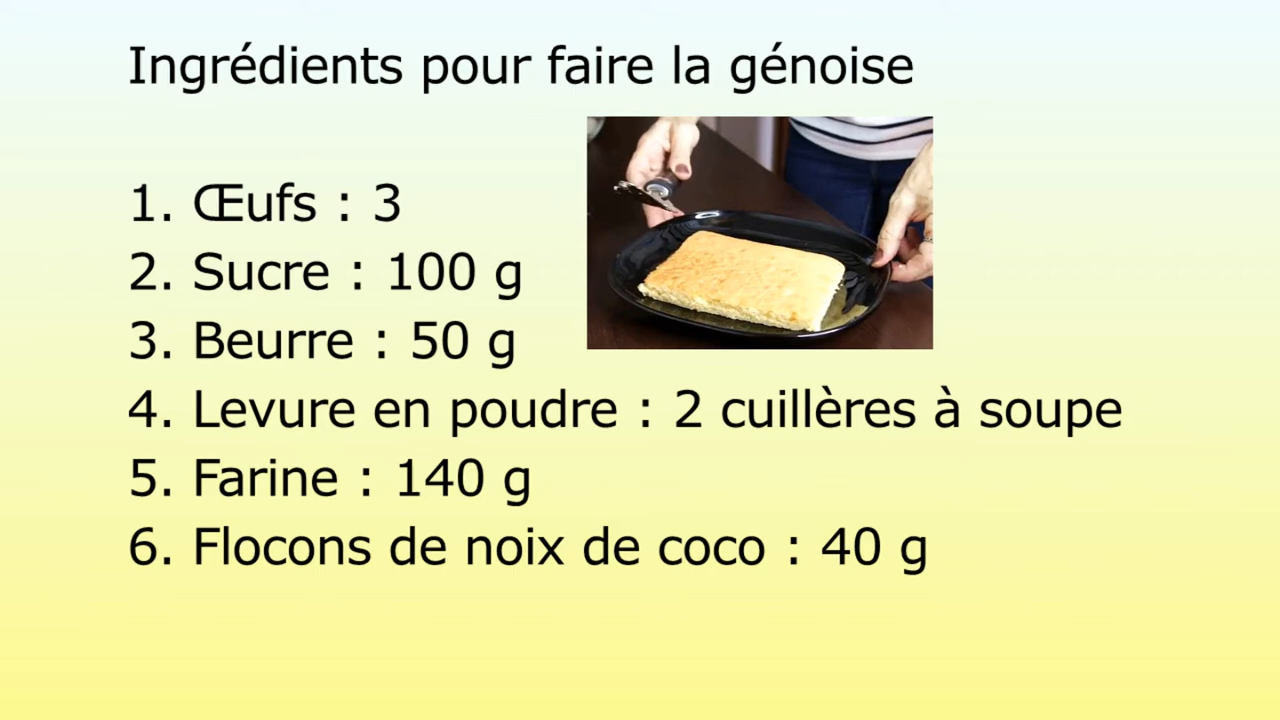 Ingrédients pour faire la génoise
1. Œufs : 3
2. Sucre : 100 g
3. Beurre : 50 g
4. Levure en poudre : 2 cuillères à soupe
5. Farine : 140 g
6. Flocons de noix de coco : 40 g